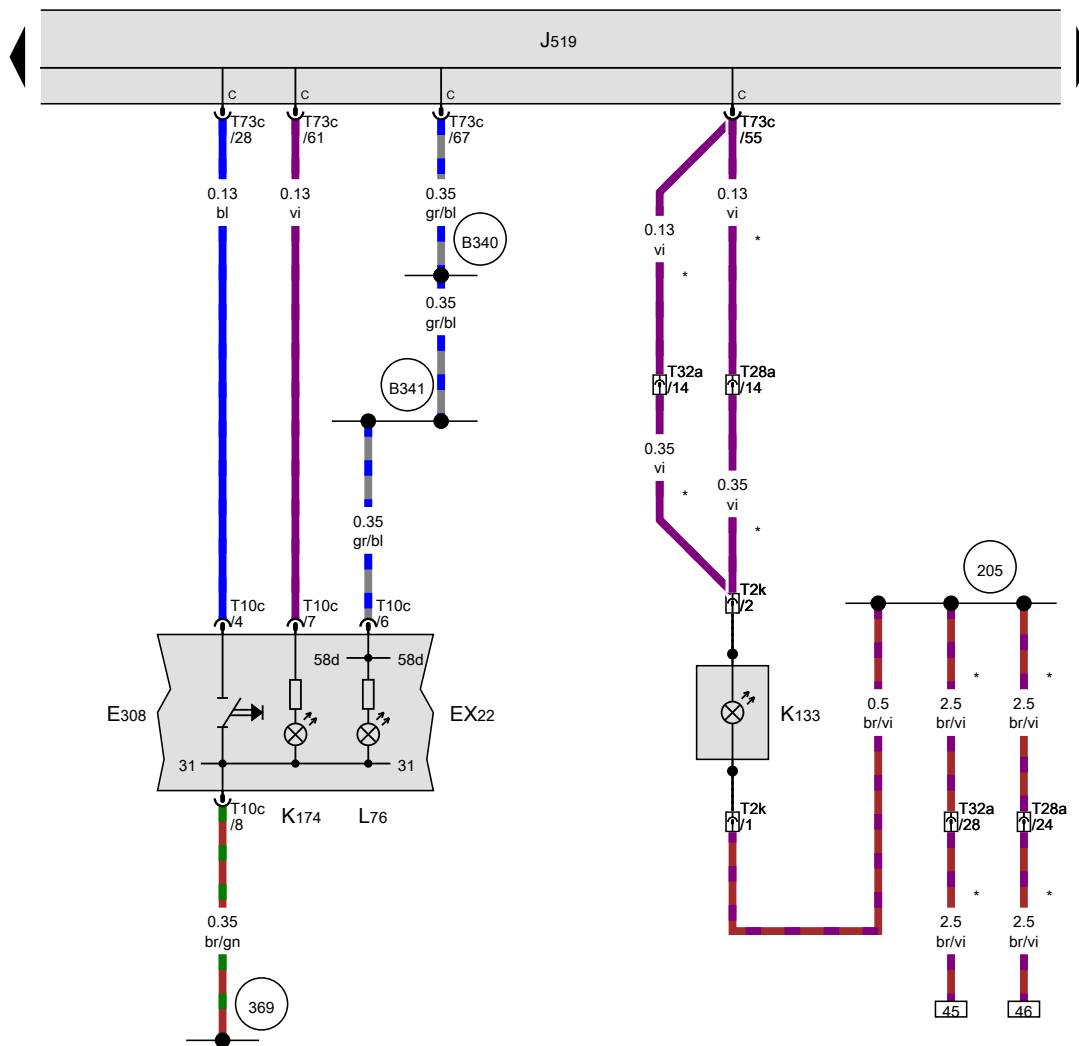 J519
C
C
C
C
T73c
/28
T73c
/61
T73c
/67
T73c
/55
0.13
bl
0.13
vi
0.35
gr/bl
B340
0.13
vi
*
0.13
vi
*
0.35
gr/bl
B341
T32a
/14
T28a
/14
0.35
vi
*
0.35
vi
*
0.35
gr/bl
205
T10c
/4
T10c
/7
T10c
/6
T2k
/2
58d
58d
E308
EX22
31
31
K133
0.5
br/vi
*
2.5
br/vi
*
2.5
br/vi
T10c
/8
K174
L76
T2k
/1
T32a
/28
T28a
/24
0.35
br/gn
*
2.5
br/vi
*
2.5
br/vi
369
45
46